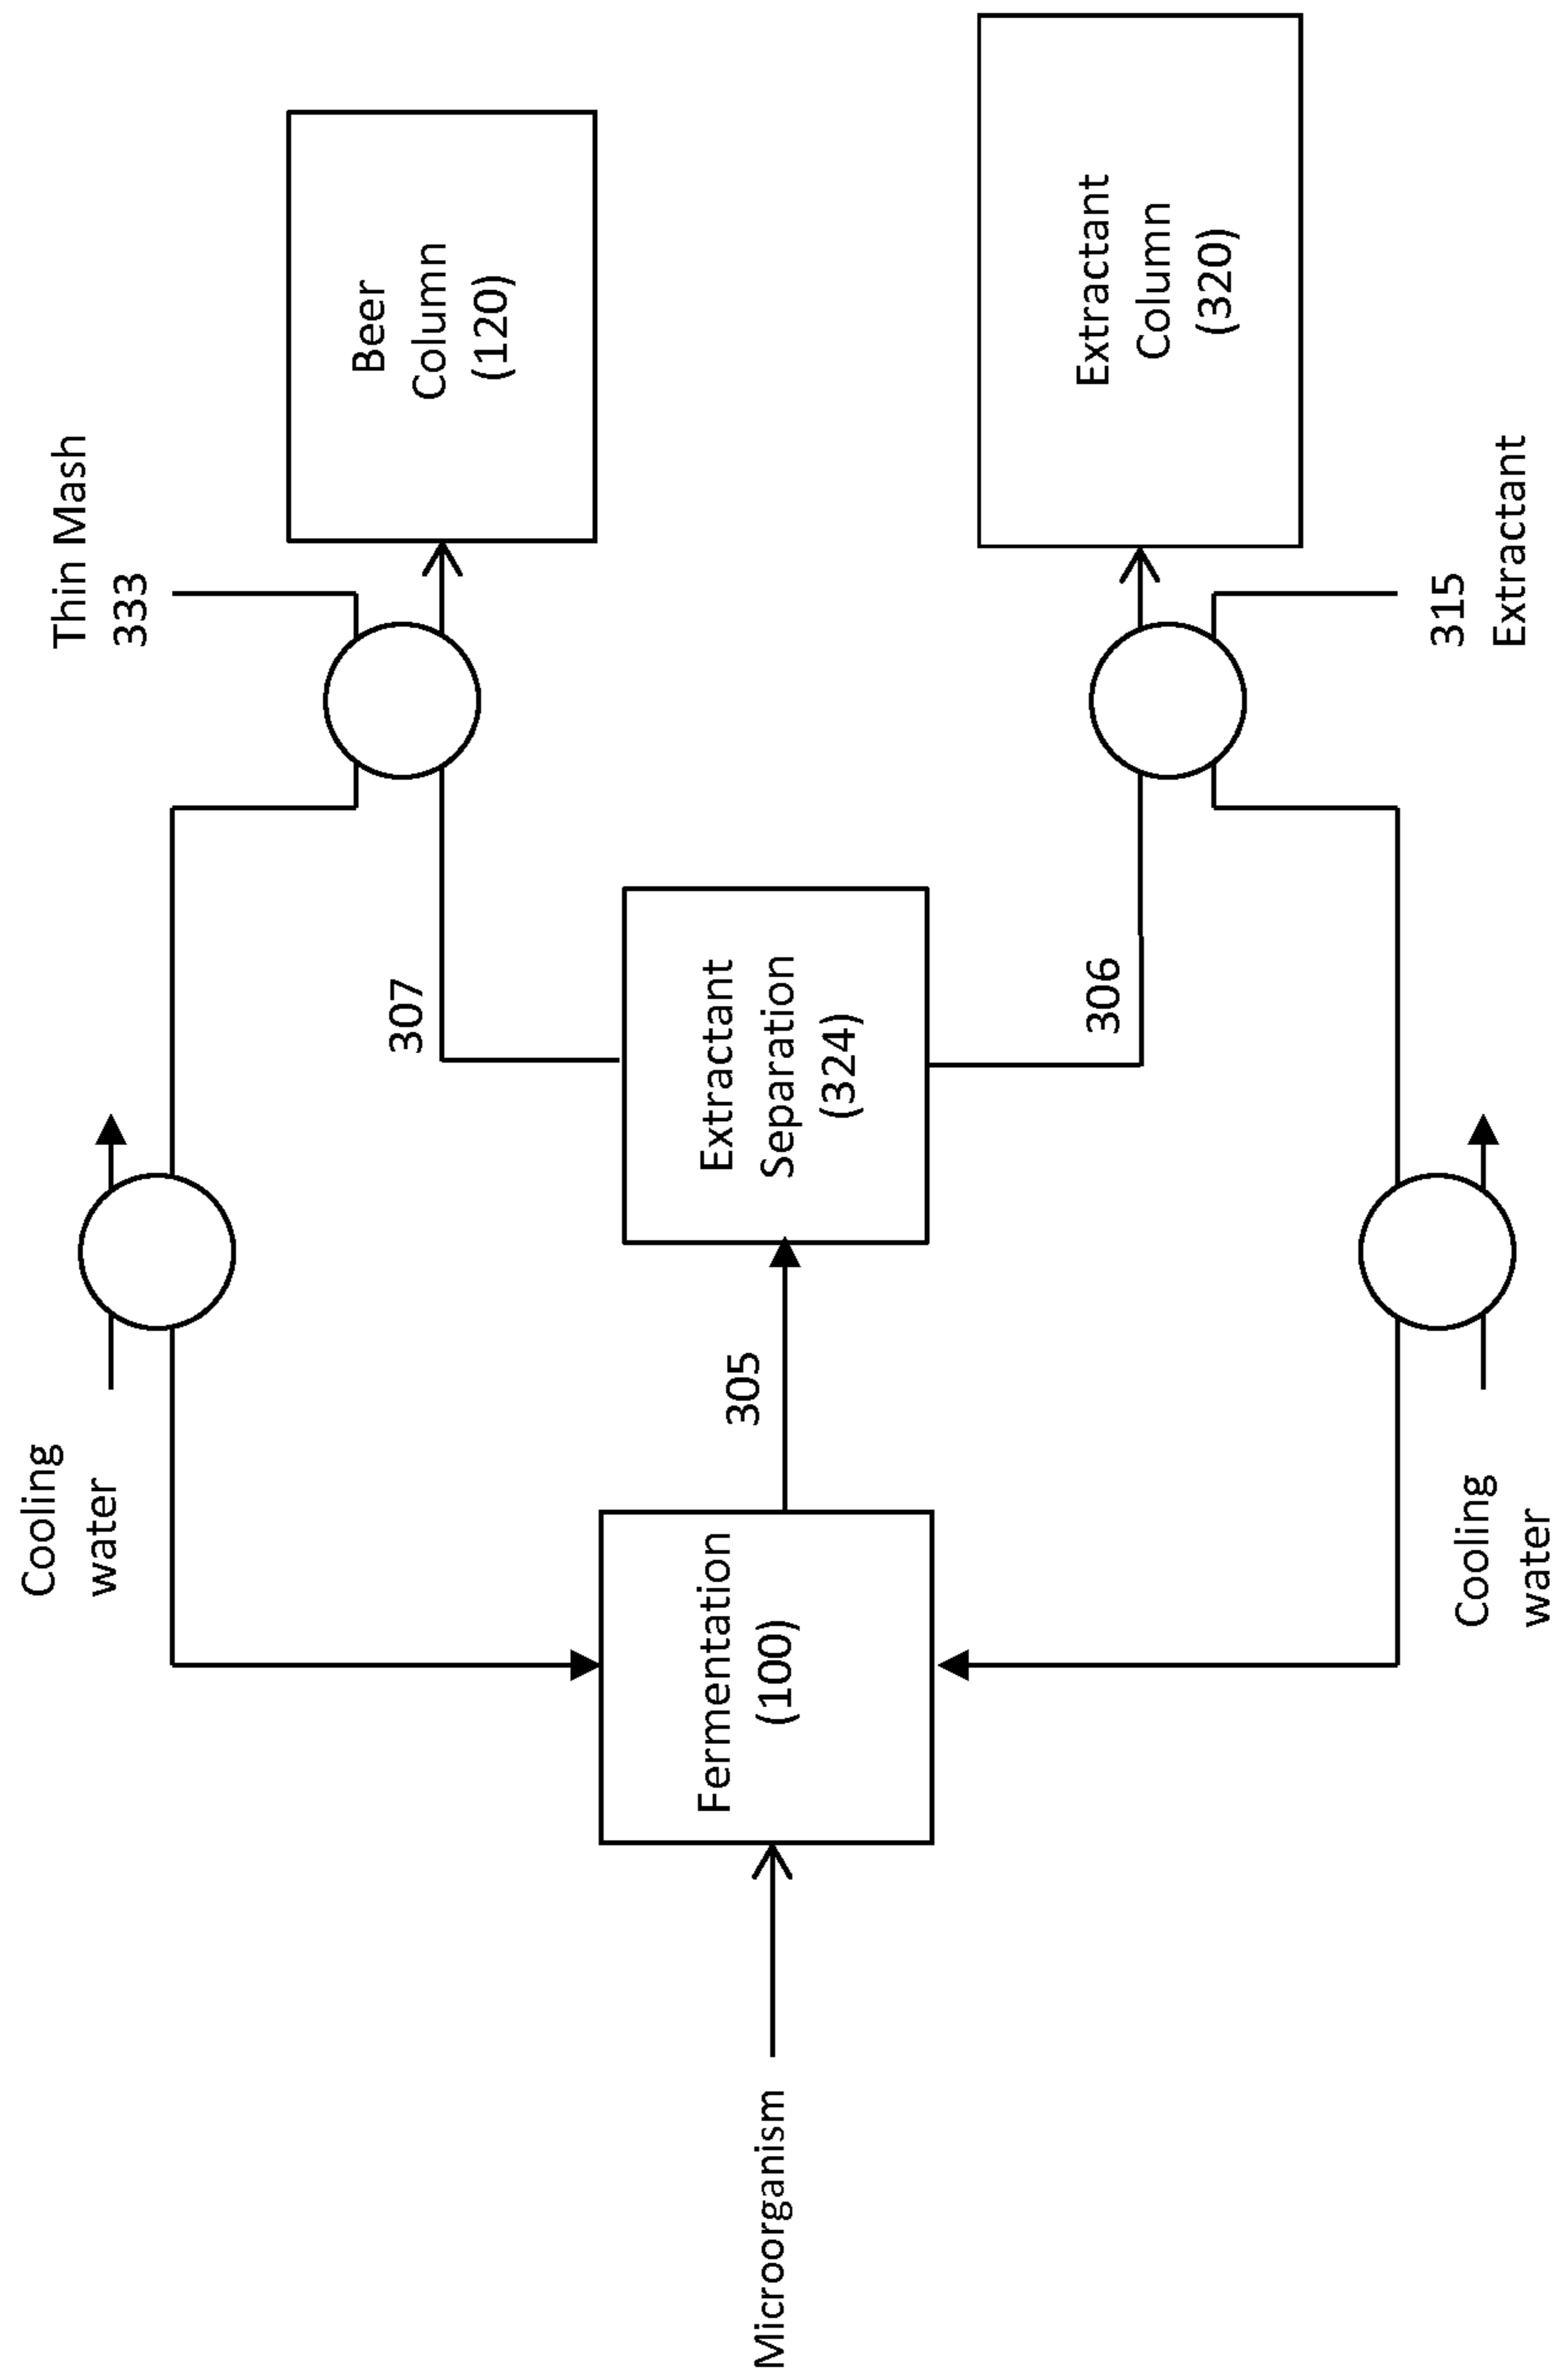 Thin Mash
333
Beer
Column
(120)
Cooling
water
307
Extractant
Separation
(324)
305
Fermentation
(100)
Microorganism
306
Extractant
Column
(320)
315
Extractant
Cooling
water